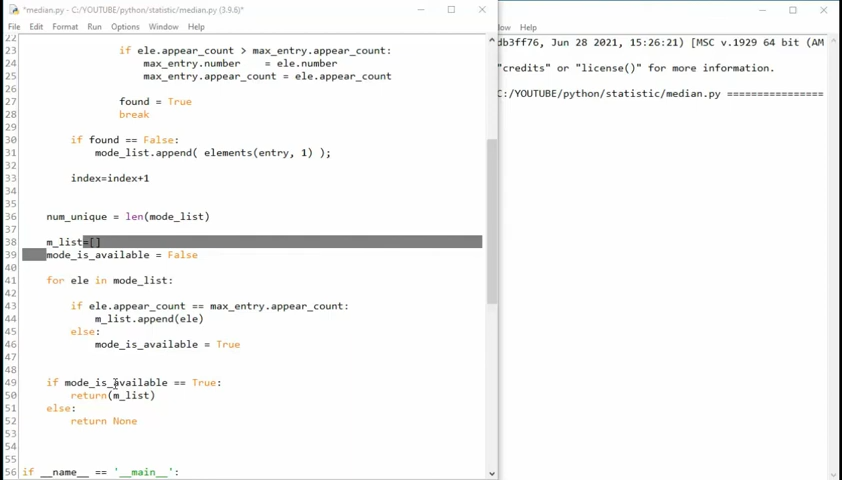 *median.py - C:/YOUTUBE/python/statistic/median.py (3.9.6)*
File Edit Format Run Options Window Help
22
23 if ele.appear_count > max_entry.appear_count:
24 max_entry.number = ele.number
25 max_entry.appear_count = ele.appear_count
26
27 found = True
28 break
29
30 if found == False:
31 mode_list.append( elements(entry, 1) );
32
33 index=index+1
34
35
36 num_unique = len(mode_list)
37
38 m_list=[]
39 mode_is_available = False
40
41 for ele in mode_list:
42
43 if ele.appear_count == max_entry.appear_count:
44 m_list.append(ele)
45 else:
46 mode_is_available = True
47
48
49 if mode_is_available == True:
50 return(m_list)
51 else:
52 return None
53
54
55
56 if __name__ == '__main__':
Help
db3ff76, Jun 28 2021, 15:26:21) [MSC v.1929 64 bit (AM
"credits" or "license()" for more information.
C:/YOUTUBE/python/statistic/median.py ================